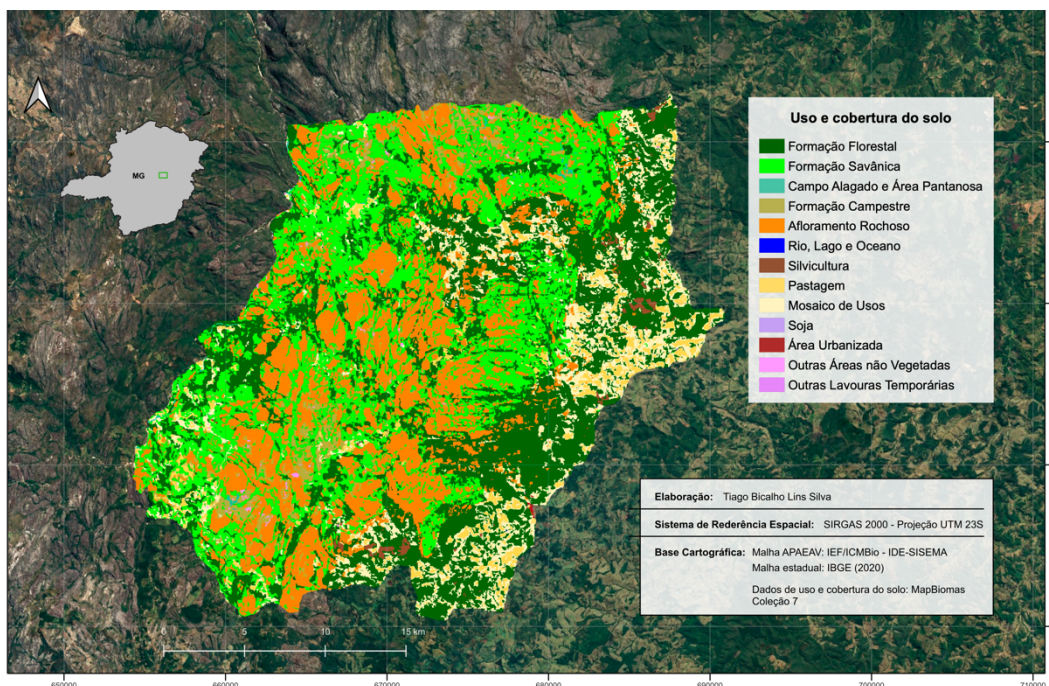 MG
Uso e cobertura do solo
Formação Florestal
Formação Savânica
Campo Alagado e Área Pantanosa
Formação Campestre
Afloramento Rochoso
Rio, Lago e Oceano
Silvicultura
Pastagem
Mosaico de Usos
Soja
Área Urbanizada
Outras Áreas não Vegetadas
Outras Lavouras Temporárias
Elaboração: Tiago Bicalho Lins Silva
Sistema de Rederência Espacial: SIRGAS 2000 - Projeção UTM 23S
Base Cartográfica: Malha APAEAV: IEF/ICMBio - IDE-SISEMA
Malha estadual: IBGE (2020)
Dados de uso e cobertura do solo: MapBiomas
Coleção 7
0 5 10 15 km
650000 660000 670000 680000 690000 700000 710000